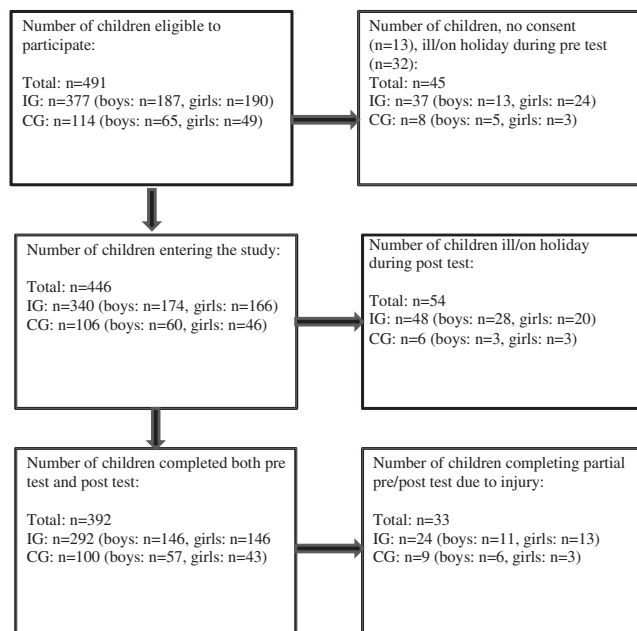 Number of children eligible to
participate:
Total: n=491
IG: n=377 (boys: n=187, girls: n=190)
CG: n=114 (boys: n=65, girls: n=49)
Number of children, no consent
(n=13), ill/on holiday during pre test
(n=32):
Total: n=45
IG: n=37 (boys: n=13, girls: n=24)
CG: n=8 (boys: n=5, girls: n=3)
Number of children entering the study:
Total: n=446
IG: n=340 (boys: n=174, girls: n=166)
CG: n=106 (boys: n=60, girls: n=46)
Number of children ill/on holiday
during post test:
Total: n=54
IG: n=48 (boys: n=28, girls: n=20)
CG: n=6 (boys: n=3, girls: n=3)
Number of children completed both pre
test and post test:
Total: n=392
IG: n=292 (boys: n=146, girls: n=146
CG: n=100 (boys: n=57, girls: n=43)
Number of children completing partial
pre/post test due to injury:
Total: n=33
IG: n=24 (boys: n=11, girls: n=13)
CG: n=9 (boys: n=6, girls: n=3)